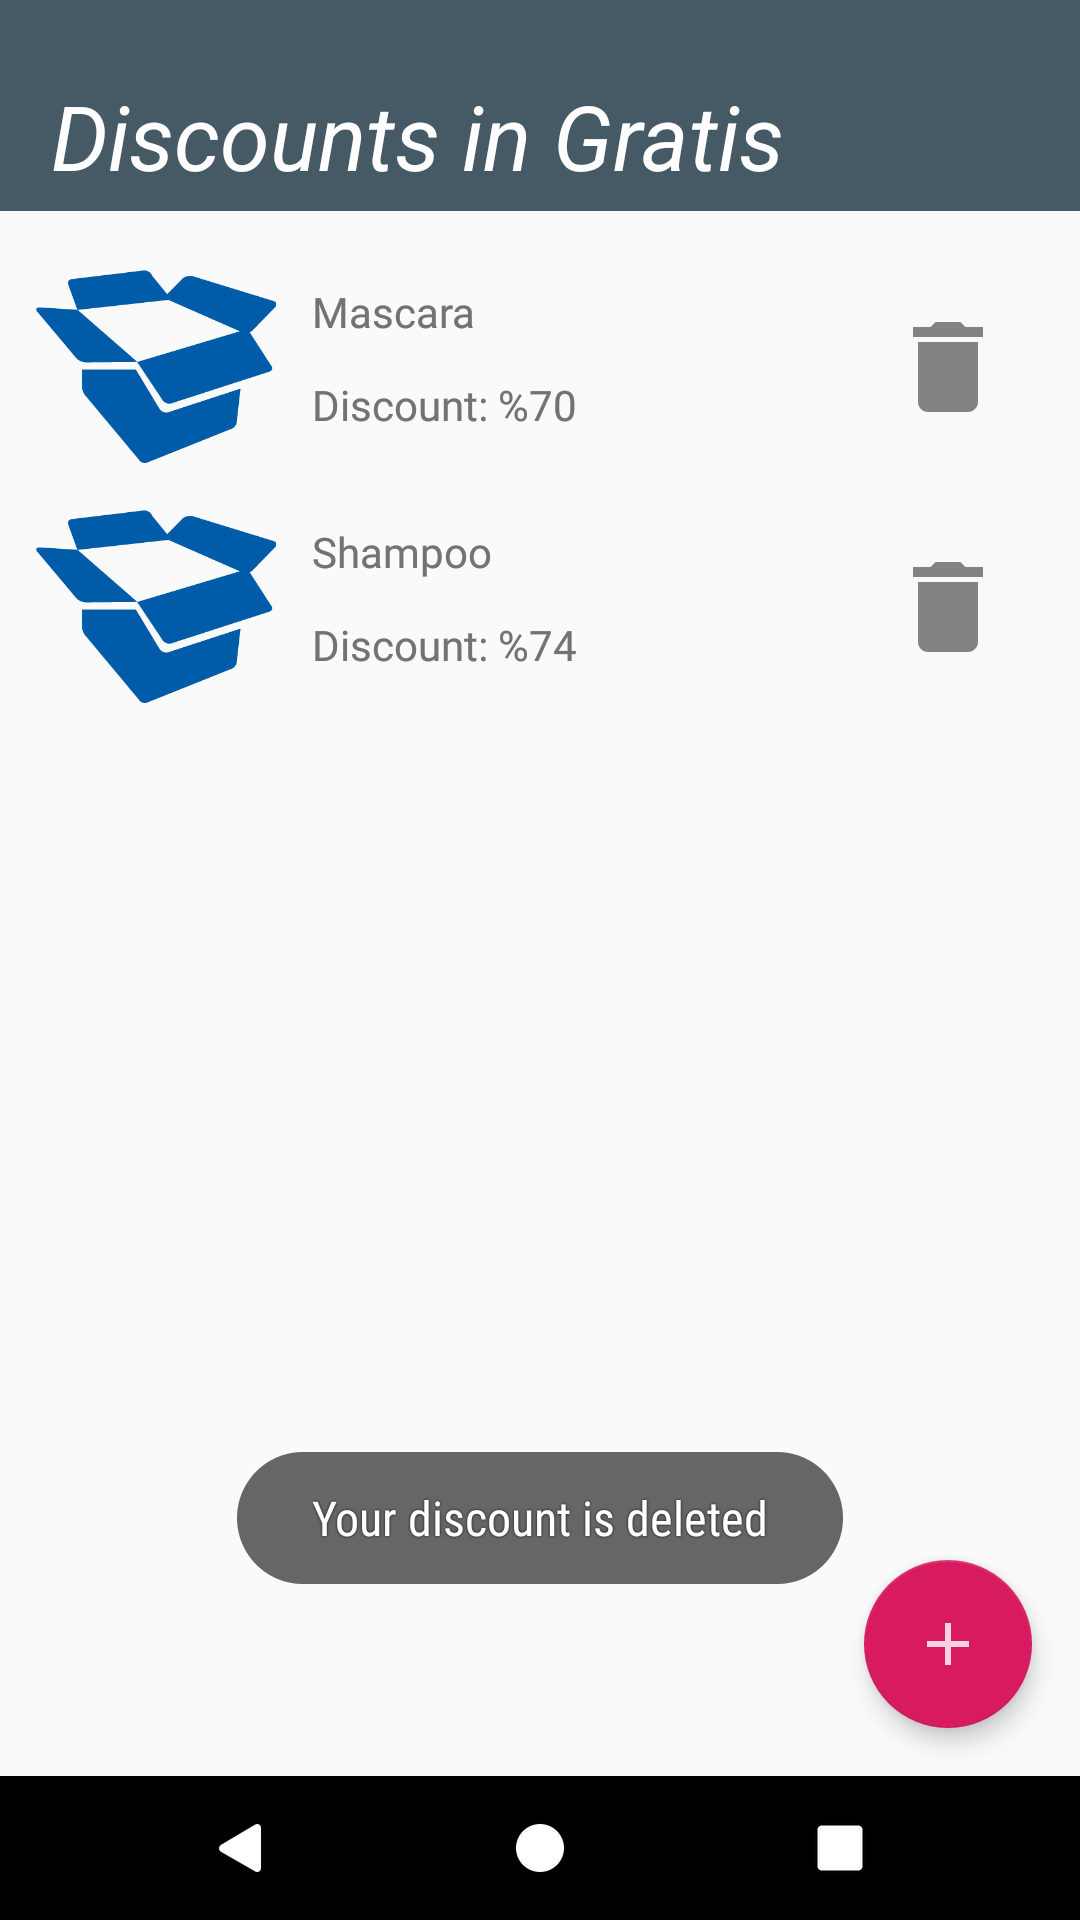 Discounts in Gratis
Mascara
Discount: %70
Shampoo
Discount: %74
Your discount is deleted